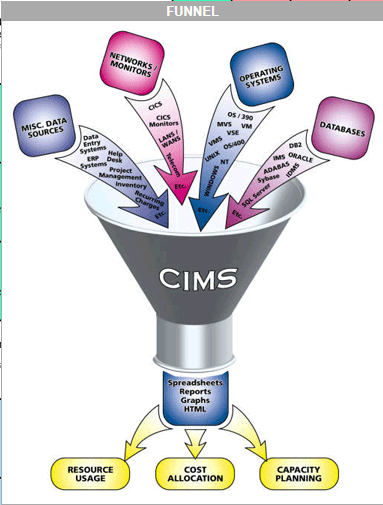 FUNNEL
NETWORKS /
MONITORS
OPERATING
SYSTEMS
MISC. DATA
SOURCES
DATABASES
CICS
CICS
Monitors
LANS /
WANS
Telecom
Etc.
OS / 390
MVS VM
VSE
VMS OS/400
UNIX NT
WINDOWS
Etc.
Data
Entry
Systems
Help
Desk
ERP
Systems
Project
Management
Inventory
Recurring
Charges
Etc.
DB2
IMS ORACLE
ADABAS
Sybase IDMS
SQL Server
Etc.
CIMS
Spreadsheets
Reports
Graphs
HTML
RESOURCE
USAGE
COST
ALLOCATION
CAPACITY
PLANNING